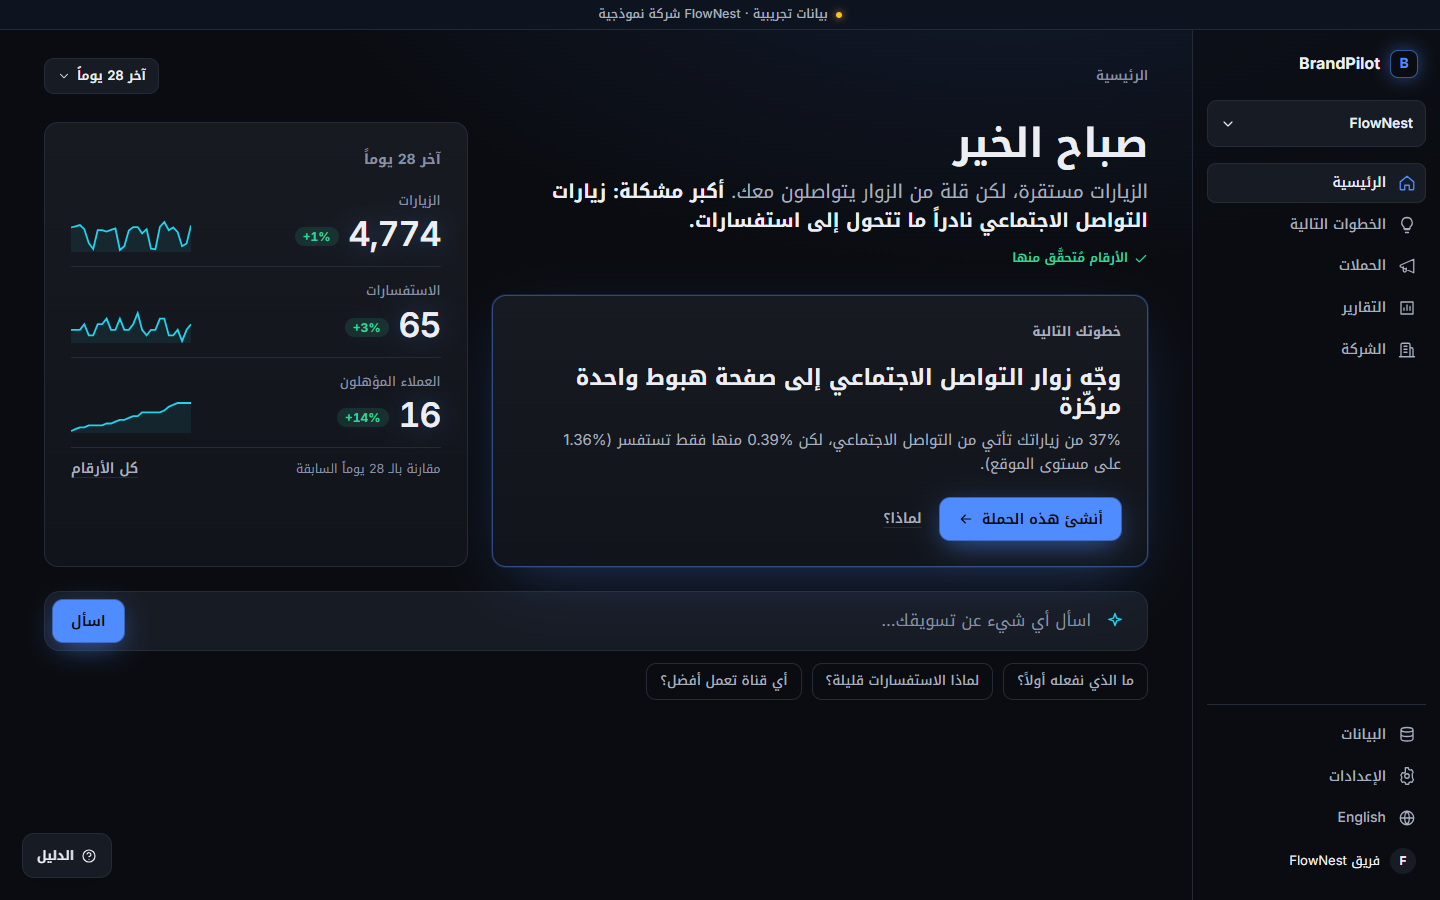 بيانات تجريبية · FlowNest شركة نموذجية
BrandPilot
B
FlowNest
الرئيسية
الخطوات التالية
الحملات
التقارير
الشركة
البيانات
الإعدادات
English
F
فريق FlowNest
الرئيسية
آخر 28 يوماً
صباح الخير
الزيارات مستقرة، لكن قلة من الزوار يتواصلون معك. أكبر مشكلة: زيارات
التواصل الاجتماعي نادراً ما تتحول إلى استفسارات.
الأرقام مُتحقَّق منها
خطوتك التالية
وجّه زوار التواصل الاجتماعي إلى صفحة هبوط واحدة
مركّزة
37% من زياراتك تأتي من التواصل الاجتماعي، لكن 0.39% منها فقط تستفسر (1.36%
على مستوى الموقع).
أنشئ هذه الحملة ←
لماذا؟
آخر 28 يوماً
الزيارات
4,774
+1%
الاستفسارات
65
+3%
العملاء المؤهلون
16
+14%
مقارنة بالـ 28 يوماً السابقة
كل الأرقام
اسأل أي شيء عن تسويقك...
اسأل
ما الذي نفعله أولاً؟
لماذا الاستفسارات قليلة؟
أي قناة تعمل أفضل؟
الدليل